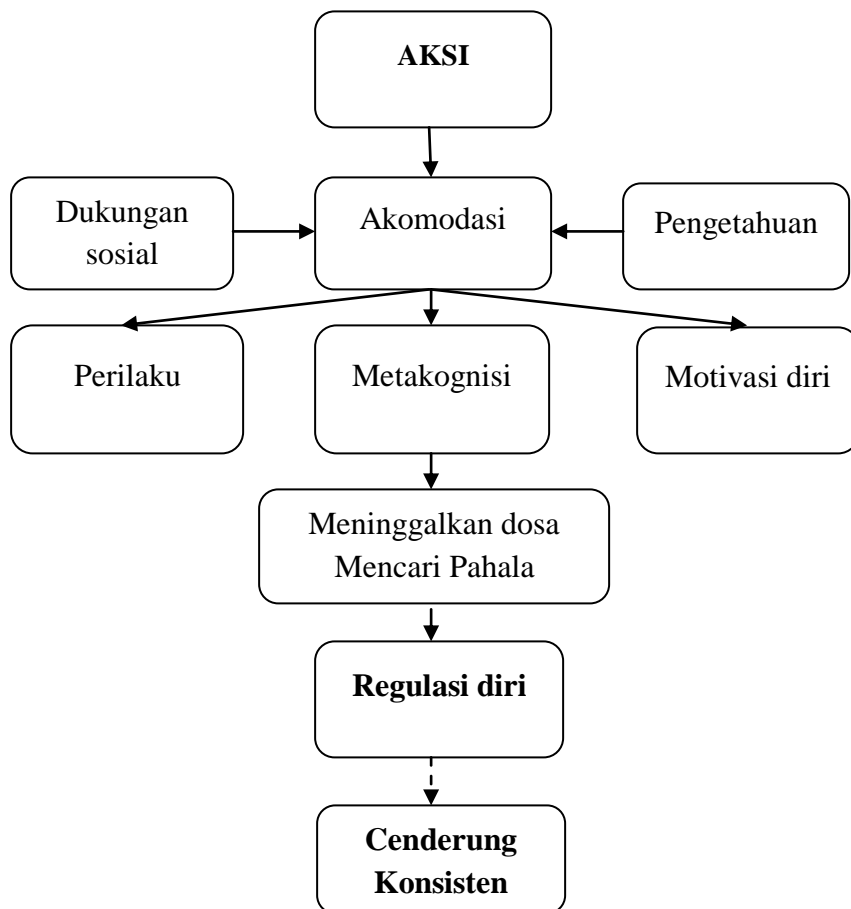 AKSI
Dukungan
sosial
Akomodasi
Pengetahuan
Perilaku
Metakognisi
Motivasi diri
Meninggalkan dosa
Mencari Pahala
Regulasi diri
Cenderung
Konsisten